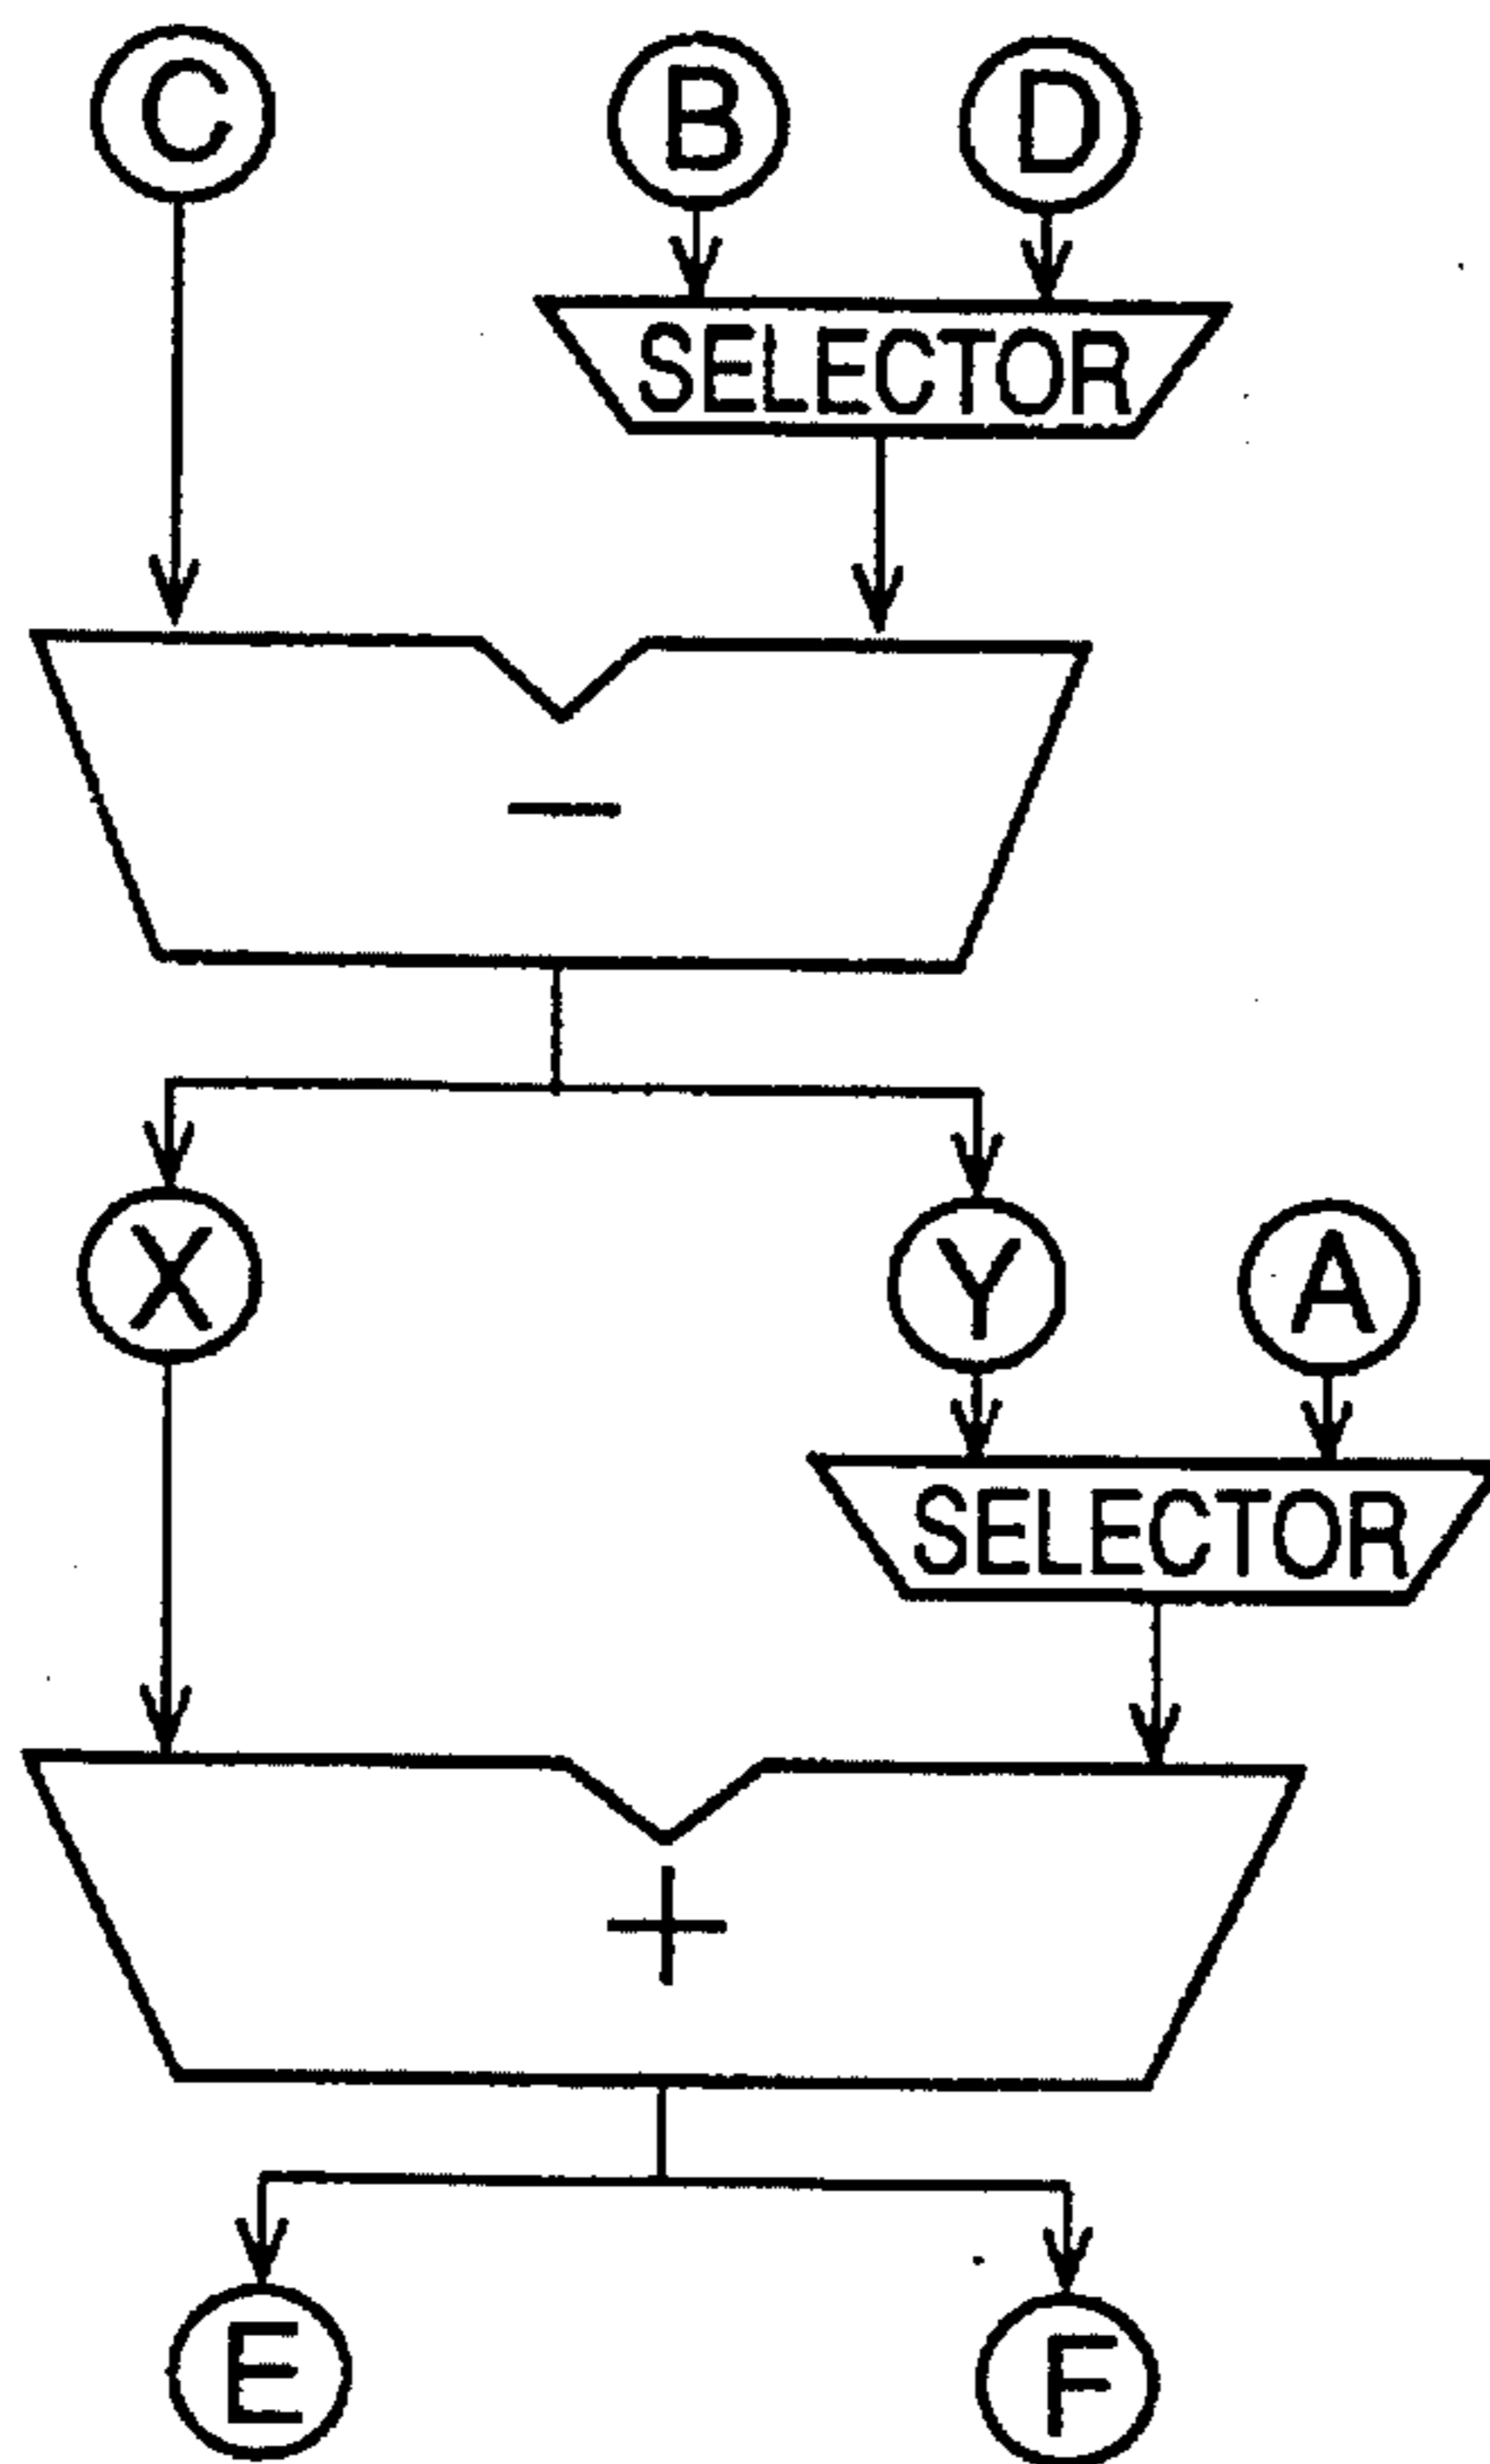 C B D
SELECTOR
−
X Y A
SELECTOR
+
E F